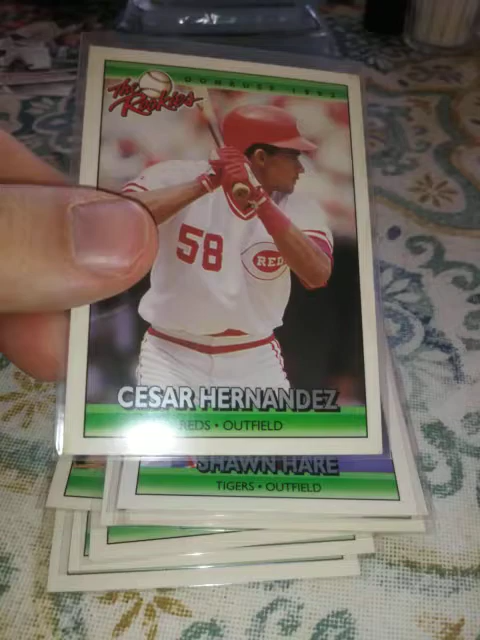 The
Rookies
DONRUSS 1992
58
REDS
CESAR HERNANDEZ
REDS • OUTFIELD
SHAWN HARE
TIGERS • OUTFIELD